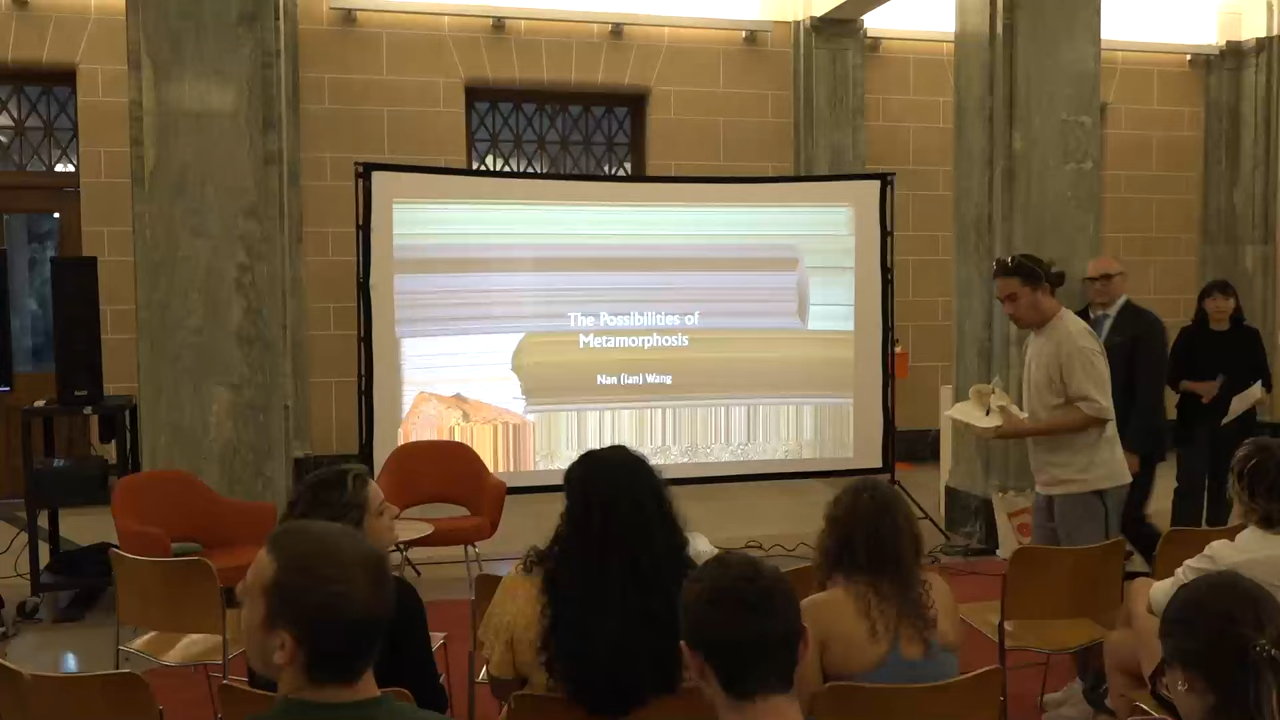 The Possibilities of
Metamorphosis
Nan (Ian) Wang